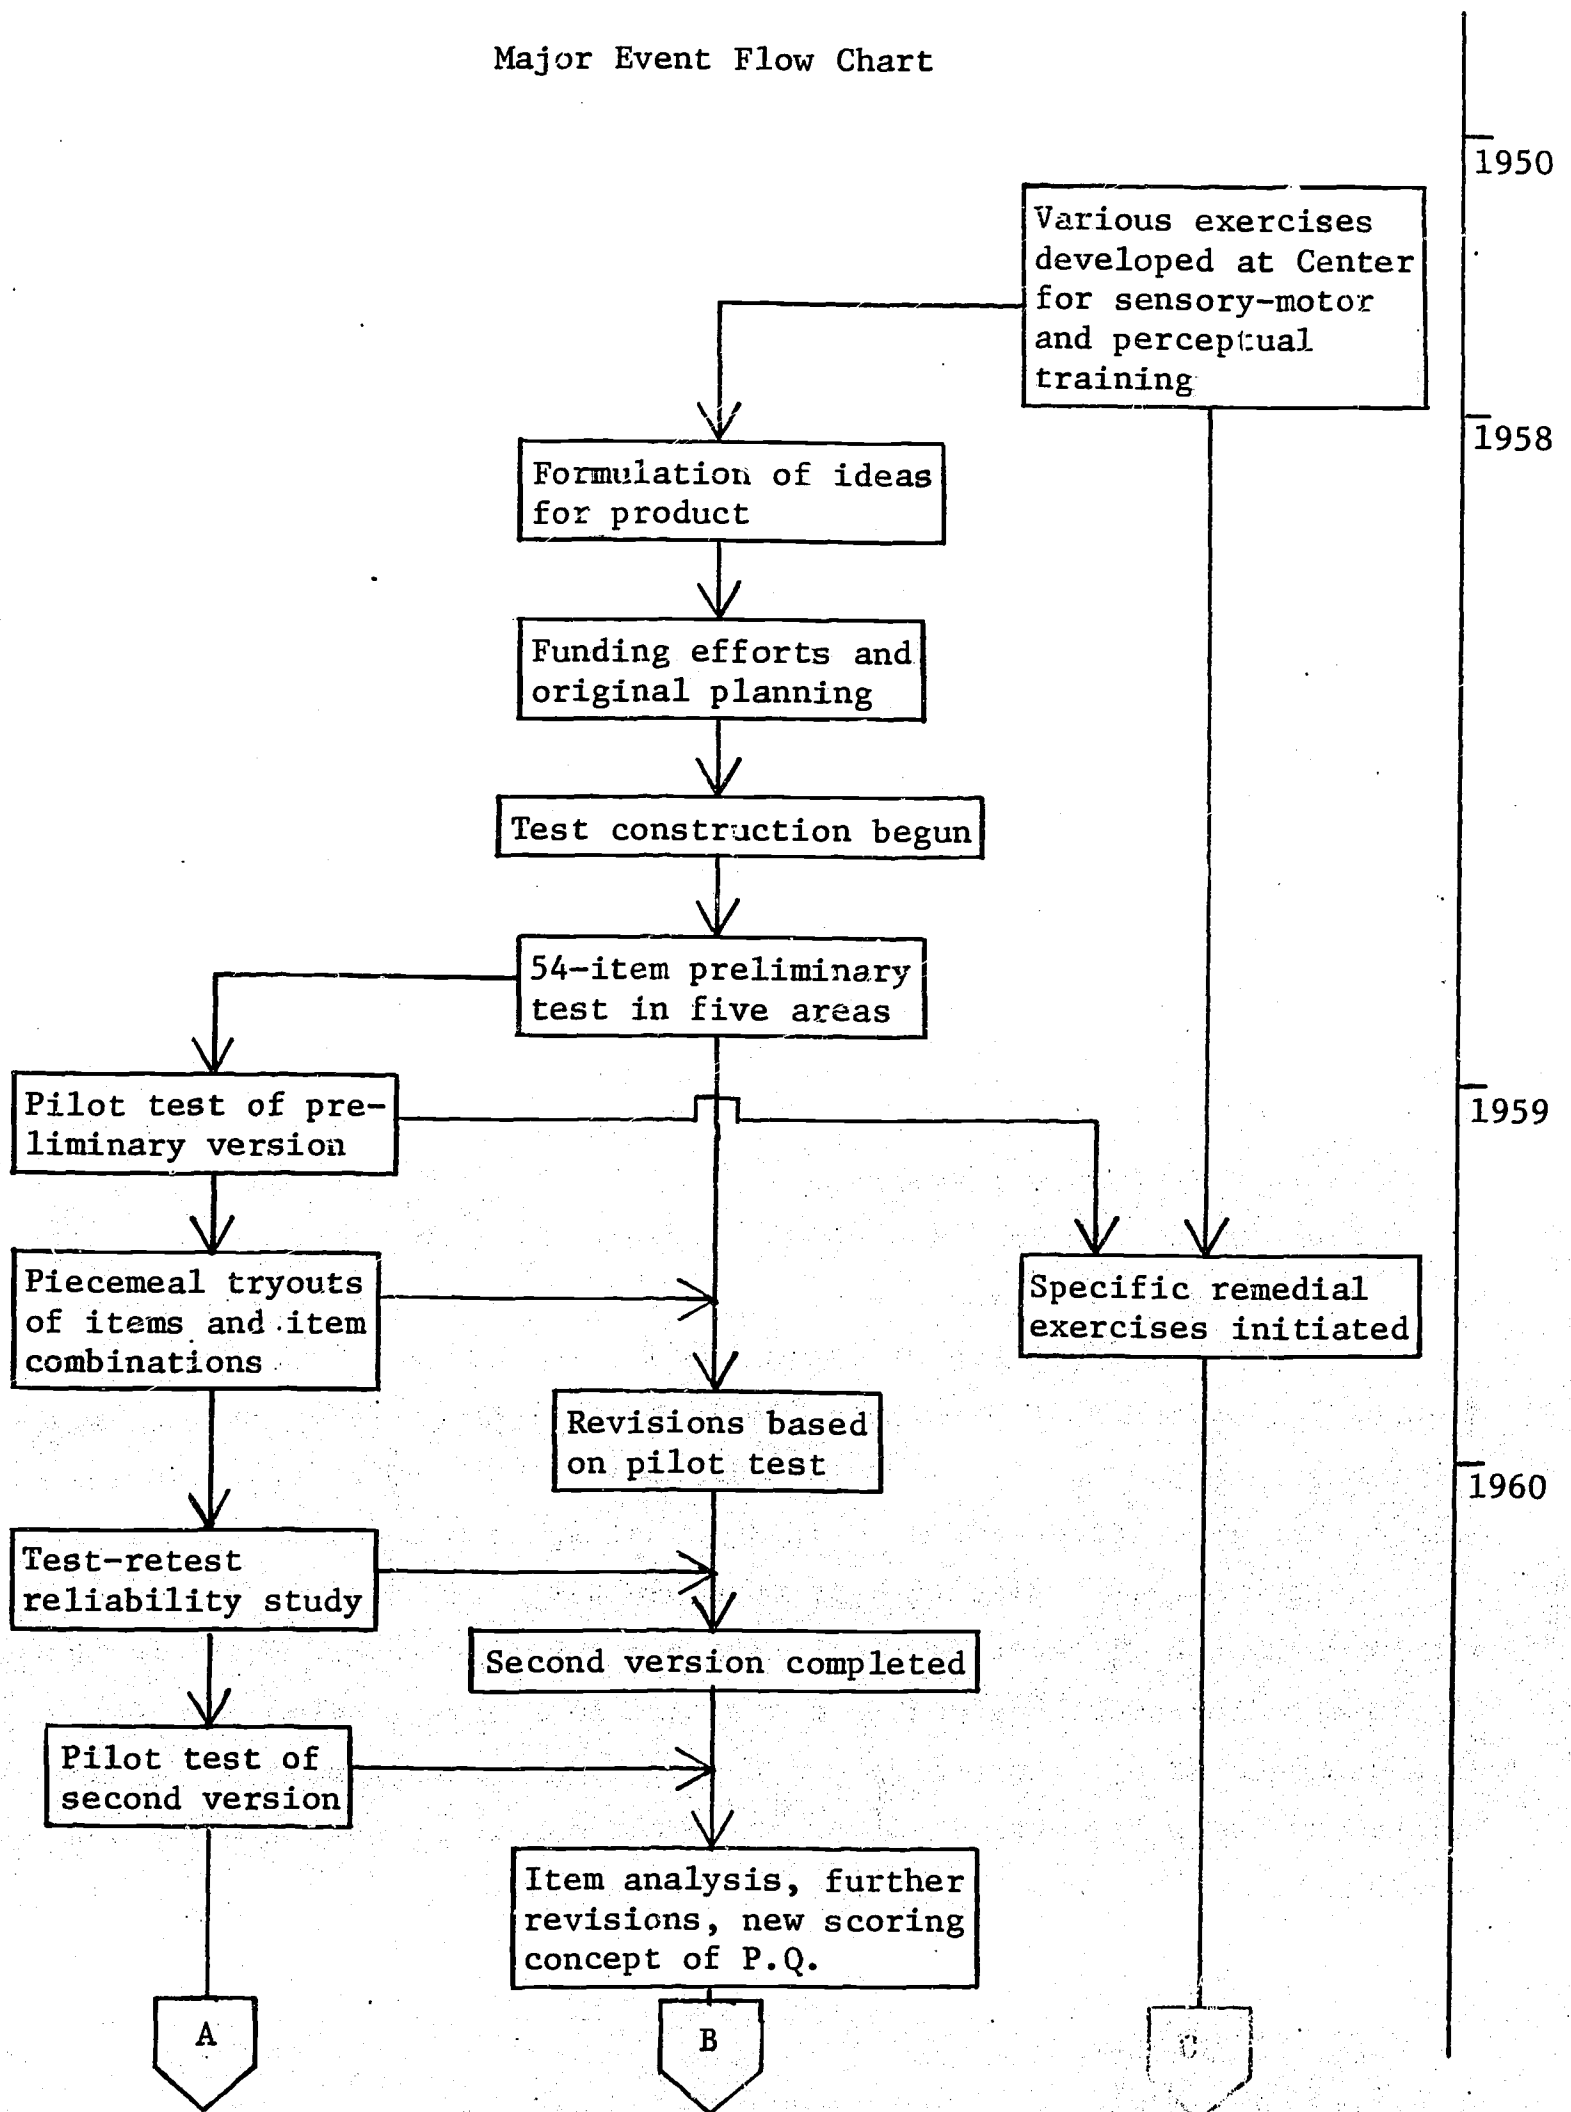 Major Event Flow Chart
1950
Various exercises
developed at Center
for sensory-motor
and perceptual
training
1958
Formulation of ideas
for product
Funding efforts and
original planning
Test construction begun
54-item preliminary
test in five areas
Pilot test of pre-
liminary version
1959
Piecemeal tryouts
of items and item
combinations
Specific remedial
exercises initiated
Revisions based
on pilot test
1960
Test-retest
reliability study
Second version completed
Pilot test of
second version
Item analysis, further
revisions, new scoring
concept of P.Q.
A
B
C